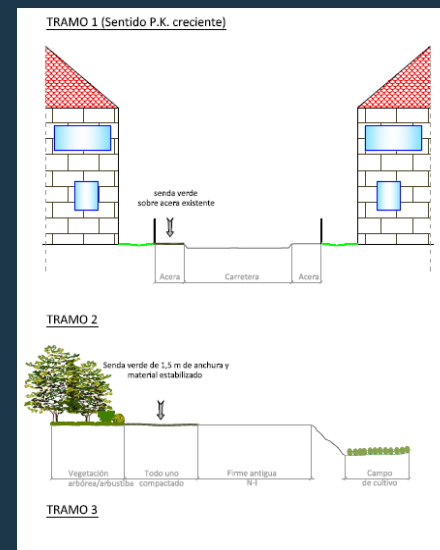 TRAMO 1 (Sentido P.K. creciente)
senda verde
sobre acera existente
Acera
Carretera
Acera
TRAMO 2
Senda verde de 1,5 m de anchura y
material estabilizado
Vegetación
arbórea/arbustiba
Todo uno
compactado
Firme antigua
N-I
Campo
de cultivo
TRAMO 3